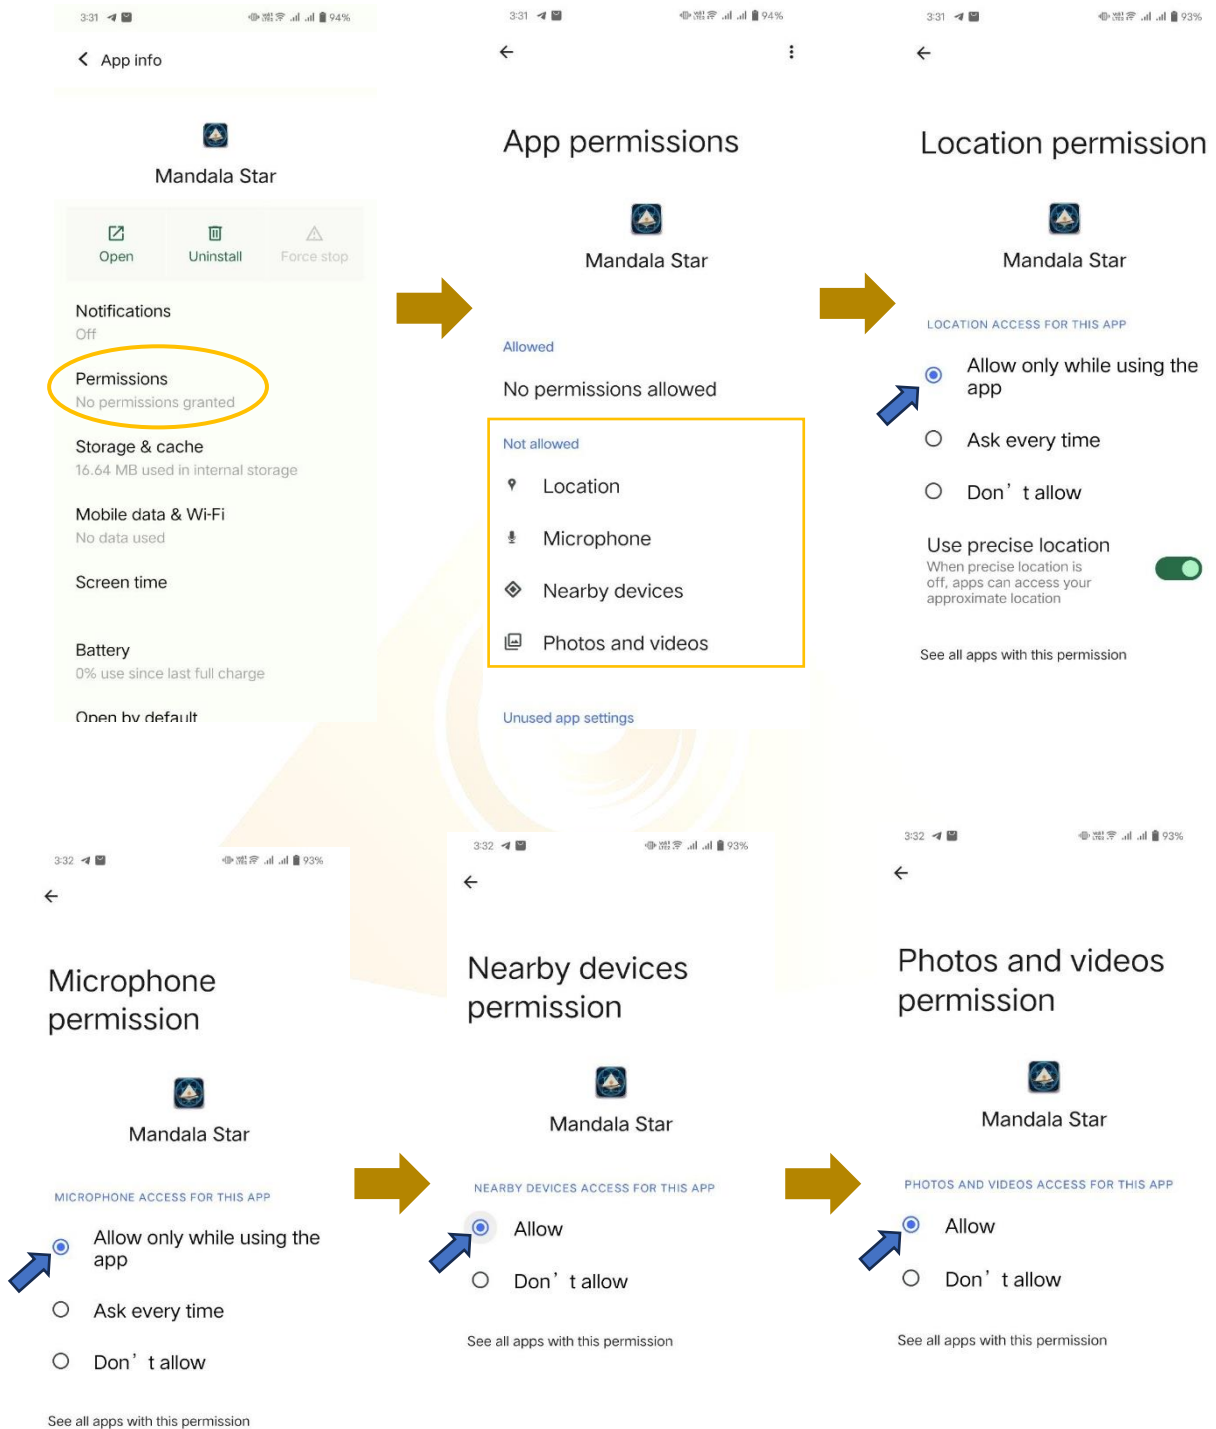 3:31
94%
App info
Mandala Star
Open
Uninstall
Force stop
Notifications
Off
Permissions
No permissions granted
Storage & cache
16.64 MB used in internal storage
Mobile data & Wi-Fi
No data used
Screen time
Battery
0% use since last full charge
Open by default
3:31
94%
App permissions
Mandala Star
Allowed
No permissions allowed
Not allowed
Location
Microphone
Nearby devices
Photos and videos
Unused app settings
3:31
93%
Location permission
Mandala Star
LOCATION ACCESS FOR THIS APP
Allow only while using the
app
Ask every time
Don’t allow
Use precise location
When precise location is
off, apps can access your
approximate location
See all apps with this permission
3:32
93%
Microphone
permission
Mandala Star
MICROPHONE ACCESS FOR THIS APP
Allow only while using the
app
Ask every time
Don’t allow
See all apps with this permission
3:32
93%
Nearby devices
permission
Mandala Star
NEARBY DEVICES ACCESS FOR THIS APP
Allow
Don’t allow
See all apps with this permission
3:32
93%
Photos and videos
permission
Mandala Star
PHOTOS AND VIDEOS ACCESS FOR THIS APP
Allow
Don’t allow
See all apps with this permission